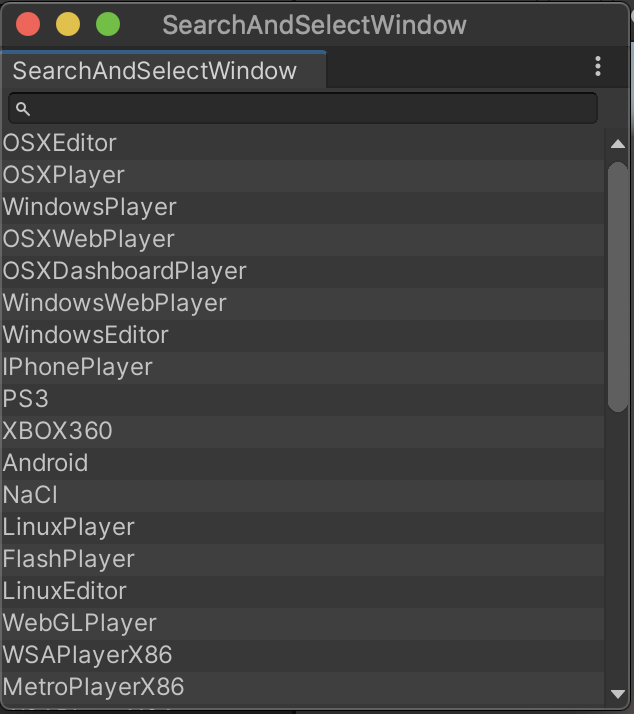 SearchAndSelectWindow
SearchAndSelectWindow
OSXEditor
OSXPlayer
WindowsPlayer
OSXWebPlayer
OSXDashboardPlayer
WindowsWebPlayer
WindowsEditor
IPhonePlayer
PS3
XBOX360
Android
NaCl
LinuxPlayer
FlashPlayer
LinuxEditor
WebGLPlayer
WSAPlayerX86
MetroPlayerX86